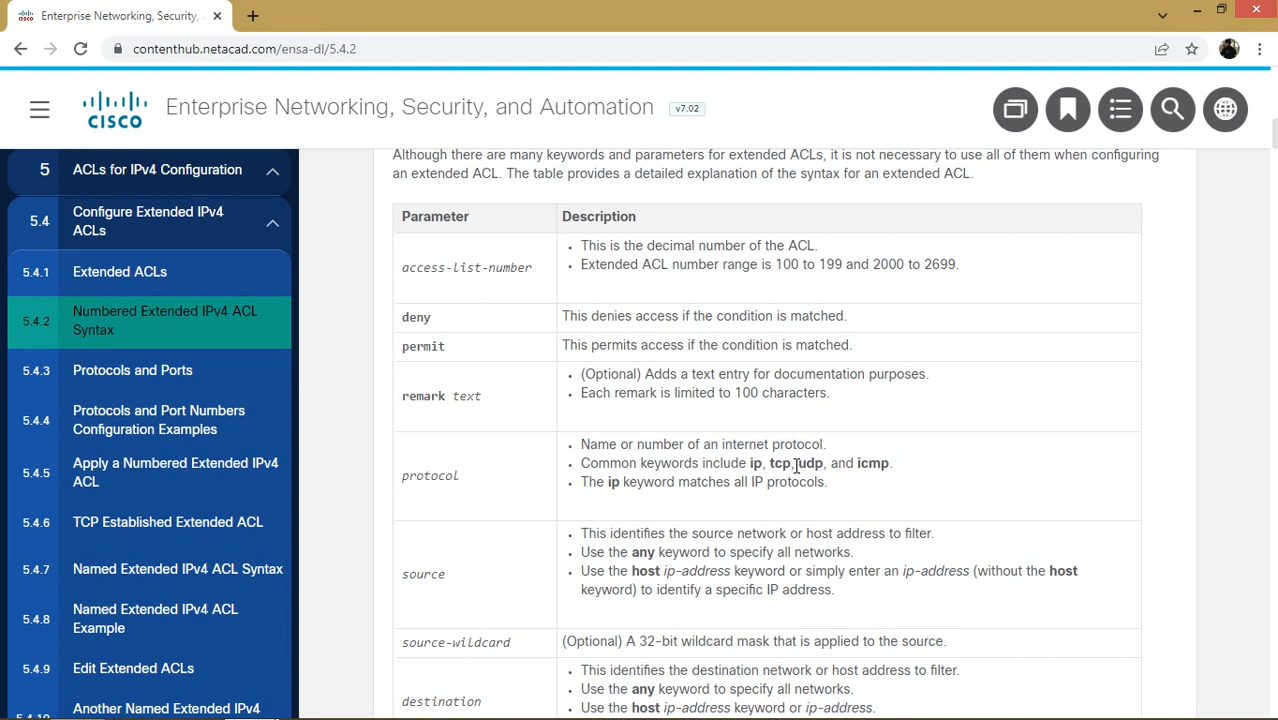 Enterprise Networking, Security,
contenthub.netacad.com/ensa-dl/5.4.2
CISCO
Enterprise Networking, Security, and Automation
v7.02
5 ACLs for IPv4 Configuration
5.4 Configure Extended IPv4
ACLs
5.4.1 Extended ACLs
5.4.2 Numbered Extended IPv4 ACL
Syntax
5.4.3 Protocols and Ports
5.4.4 Protocols and Port Numbers
Configuration Examples
5.4.5 Apply a Numbered Extended IPv4
ACL
5.4.6 TCP Established Extended ACL
5.4.7 Named Extended IPv4 ACL Syntax
5.4.8 Named Extended IPv4 ACL
Example
5.4.9 Edit Extended ACLs
5.4.10 Another Named Extended IPv4
Although there are many keywords and parameters for extended ACLs, it is not necessary to use all of them when configuring
an extended ACL. The table provides a detailed explanation of the syntax for an extended ACL.
Parameter Description
access-list-number
• This is the decimal number of the ACL.
• Extended ACL number range is 100 to 199 and 2000 to 2699.
deny This denies access if the condition is matched.
permit This permits access if the condition is matched.
remark text
• (Optional) Adds a text entry for documentation purposes.
• Each remark is limited to 100 characters.
protocol
• Name or number of an internet protocol.
• Common keywords include ip, tcp, udp, and icmp.
• The ip keyword matches all IP protocols.
source
• This identifies the source network or host address to filter.
• Use the any keyword to specify all networks.
• Use the host ip-address keyword or simply enter an ip-address (without the host
keyword) to identify a specific IP address.
source-wildcard (Optional) A 32-bit wildcard mask that is applied to the source.
destination
• This identifies the destination network or host address to filter.
• Use the any keyword to specify all networks.
• Use the host ip-address keyword or ip-address.